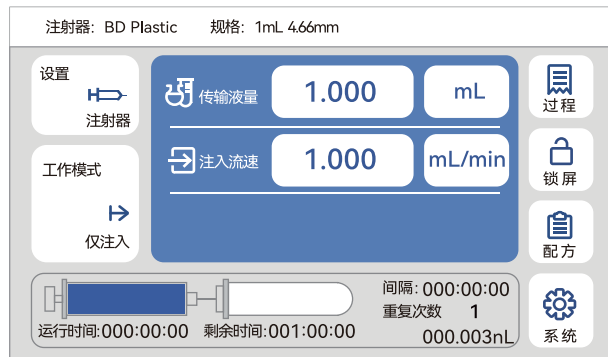 注射器: BD Plastic 规格: 1mL 4.66mm
设置
注射器
传输液量 1.000 mL
过程
工作模式
仅注入
注入流速 1.000 mL/min
锁屏
配方
间隔: 000:00:00
重复次数 1
运行时间:000:00:00 剩余时间:001:00:00
000.003nL
系统